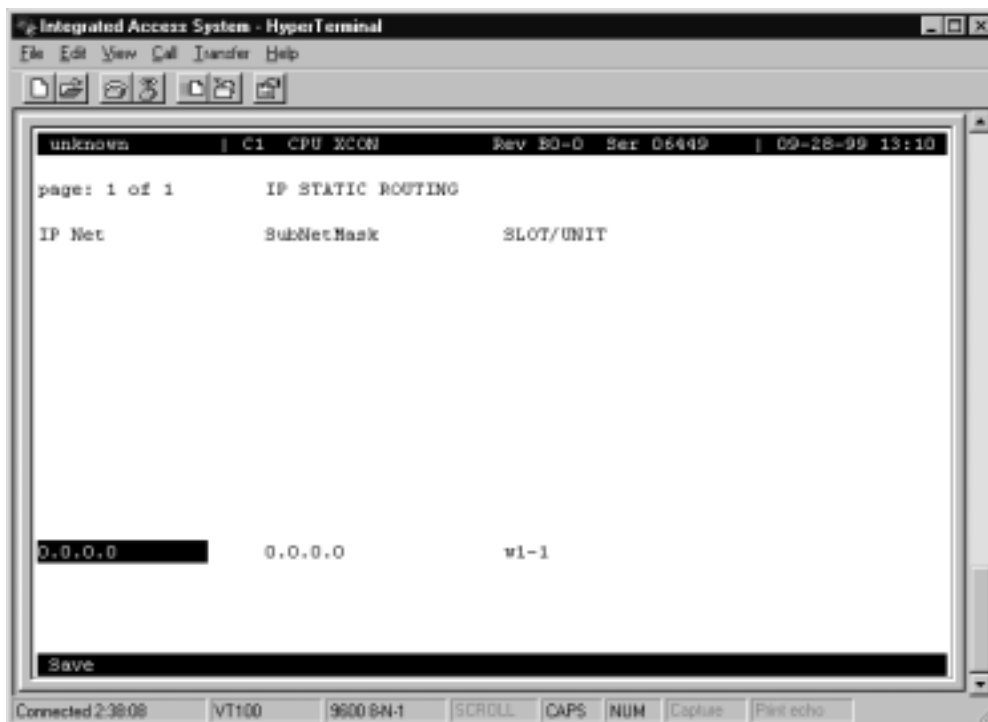 Integrated Access System - HyperTerminal
File Edit View Call Transfer Help
unknown | C1 CPU XCON Rev B0-0 Ser 06449 | 09-28-99 13:10
page: 1 of 1 IP STATIC ROUTING
IP Net SubNetMask SLOT/UNIT
0.0.0.0 0.0.0.0 w1-1
Save
Connected 2:38:08 VT100 9600 8-N-1 SCROLL CAPS NUM Capture Print echo